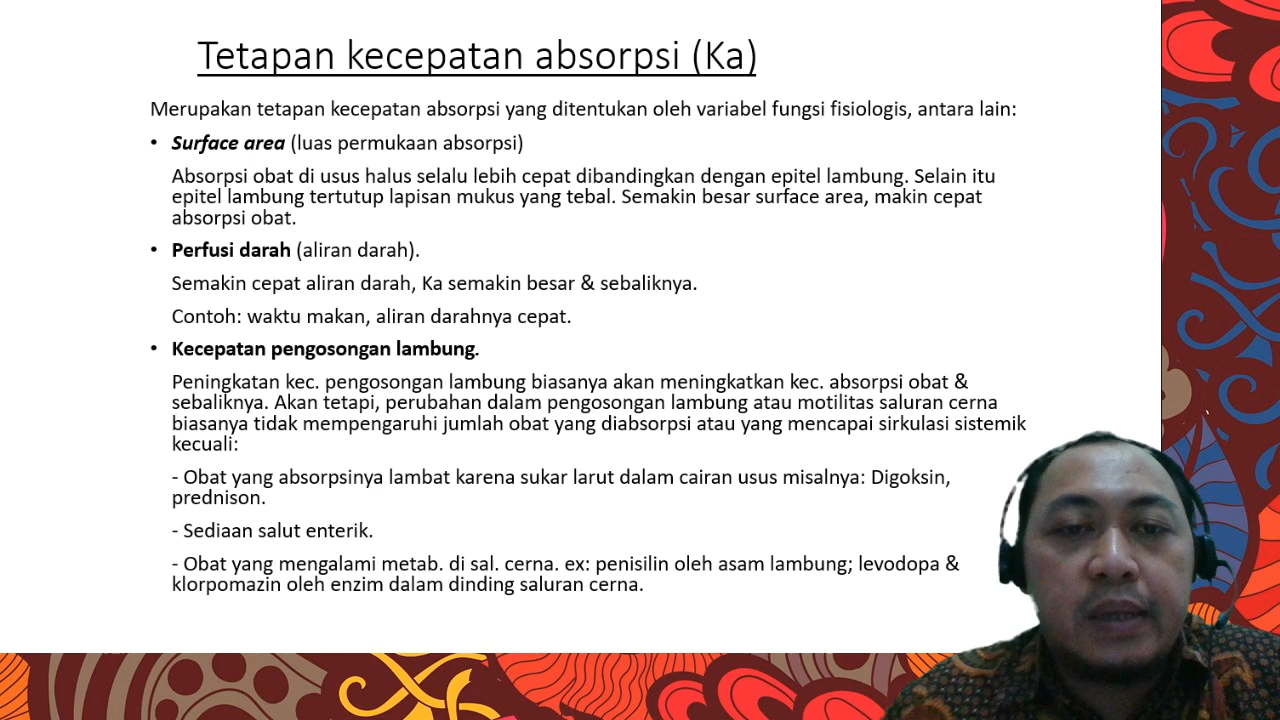 Tetapan kecepatan absorpsi (Ka)
Merupakan tetapan kecepatan absorpsi yang ditentukan oleh variabel fungsi fisiologis, antara lain:
• Surface area (luas permukaan absorpsi)
Absorpsi obat di usus halus selalu lebih cepat dibandingkan dengan epitel lambung. Selain itu
epitel lambung tertutup lapisan mukus yang tebal. Semakin besar surface area, makin cepat
absorpsi obat.
• Perfusi darah (aliran darah).
Semakin cepat aliran darah, Ka semakin besar & sebaliknya.
Contoh: waktu makan, aliran darahnya cepat.
• Kecepatan pengosongan lambung.
Peningkatan kec. pengosongan lambung biasanya akan meningkatkan kec. absorpsi obat &
sebaliknya. Akan tetapi, perubahan dalam pengosongan lambung atau motilitas saluran cerna
biasanya tidak mempengaruhi jumlah obat yang diabsorpsi atau yang mencapai sirkulasi sistemik
kecuali:
- Obat yang absorpsinya lambat karena sukar larut dalam cairan usus misalnya: Digoksin,
prednison.
- Sediaan salut enterik.
- Obat yang mengalami metab. di sal. cerna. ex: penisilin oleh asam lambung; levodopa &
klorpomazin oleh enzim dalam dinding saluran cerna.